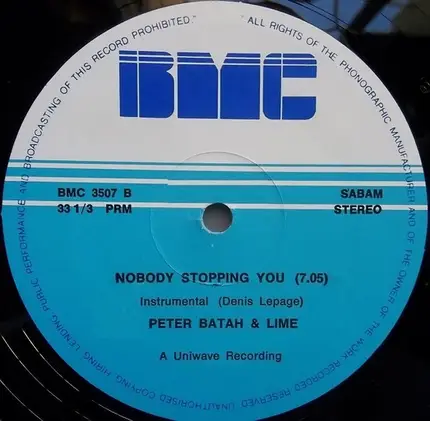 ALL RIGHTS OF THE PHONOGRAPHIC MANUFACTURER AND OF THE OWNER OF THE WORK RECORDED RESERVED UNAUTHORISED COPYING HIRING LENDING PUBLIC PERFORMANCE AND BROADCASTING OF THIS RECORD PROHIBITED.
BMC
BMC 3507 B
33 1/3 PRM
SABAM
STEREO
NOBODY STOPPING YOU (7.05)
Instrumental (Denis Lepage)
PETER BATAH & LIME
A Uniwave Recording